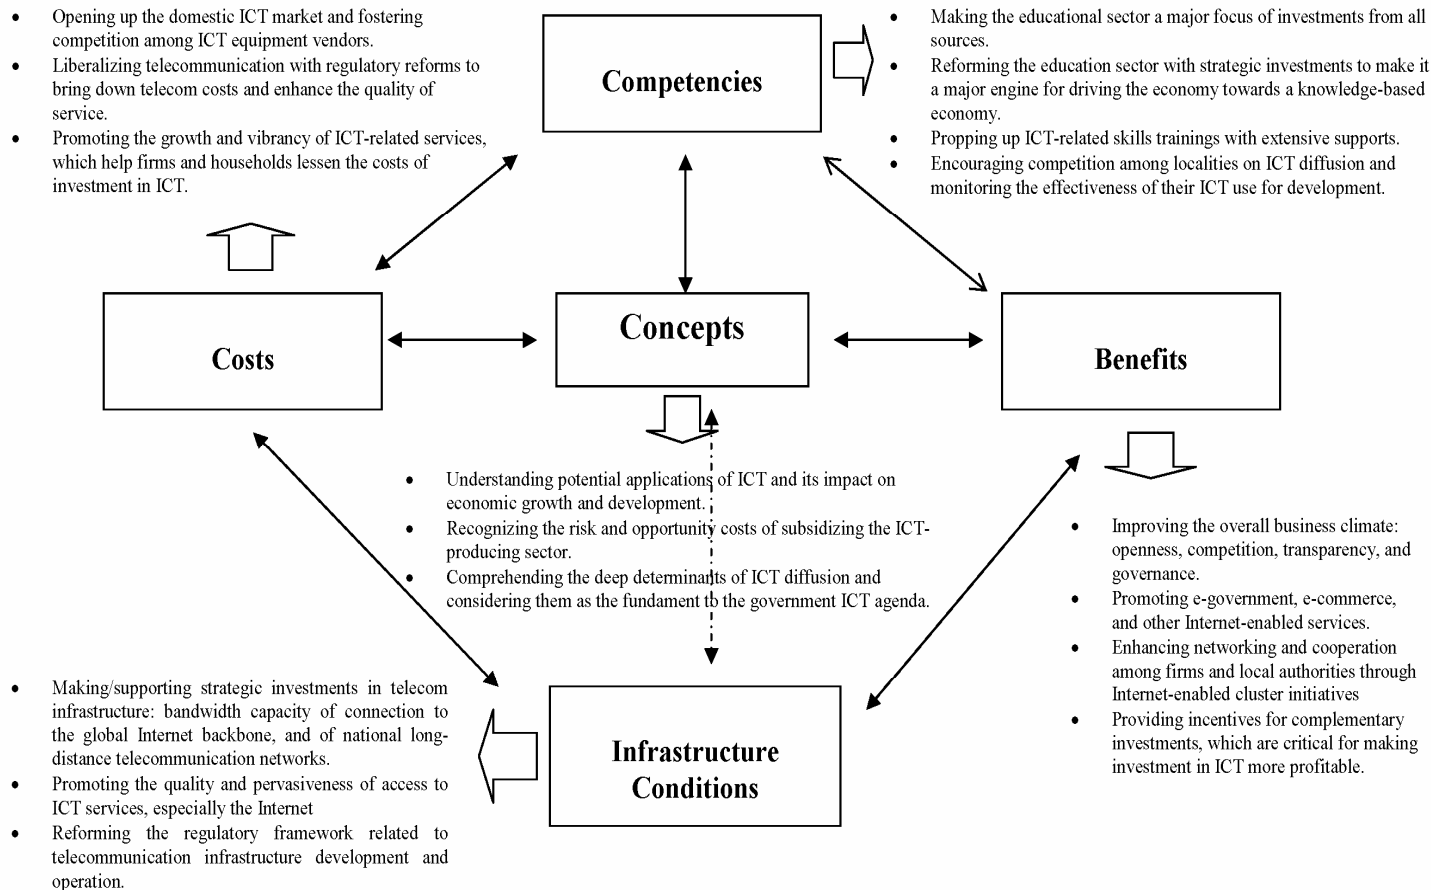 • Opening up the domestic ICT market and fostering
competition among ICT equipment vendors.
• Liberalizing telecommunication with regulatory reforms to
bring down telecom costs and enhance the quality of
service.
• Promoting the growth and vibrancy of ICT-related services,
which help firms and households lessen the costs of
investment in ICT.
Competencies
• Making the educational sector a major focus of investments from all
sources.
• Reforming the education sector with strategic investments to make it
a major engine for driving the economy towards a knowledge-based
economy.
• Propping up ICT-related skills trainings with extensive supports.
• Encouraging competition among localities on ICT diffusion and
monitoring the effectiveness of their ICT use for development.
Costs
Concepts
Benefits
• Understanding potential applications of ICT and its impact on
economic growth and development.
• Recognizing the risk and opportunity costs of subsidizing the ICT-
producing sector.
• Comprehending the deep determinants of ICT diffusion and
considering them as the fundament to the government ICT agenda.
• Improving the overall business climate:
openness, competition, transparency, and
governance.
• Promoting e-government, e-commerce,
and other Internet-enabled services.
• Enhancing networking and cooperation
among firms and local authorities through
Internet-enabled cluster initiatives
• Providing incentives for complementary
investments, which are critical for making
investment in ICT more profitable.
• Making/supporting strategic investments in telecom
infrastructure: bandwidth capacity of connection to
the global Internet backbone, and of national long-
distance telecommunication networks.
• Promoting the quality and pervasiveness of access to
ICT services, especially the Internet
• Reforming the regulatory framework related to
telecommunication infrastructure development and
operation.
Infrastructure
Conditions